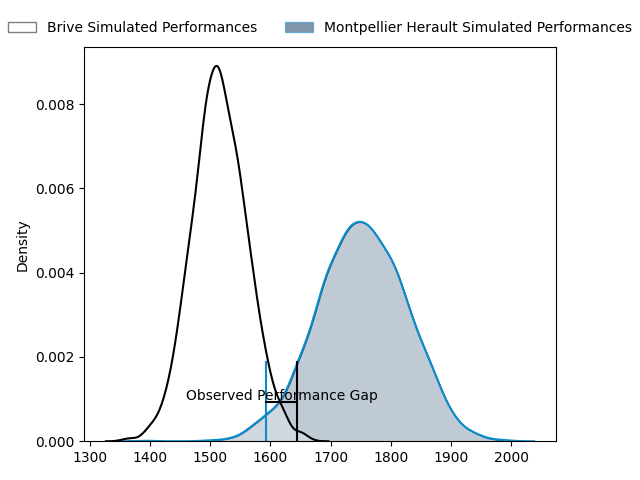 Brive Simulated Performances
Montpellier Herault Simulated Performances
Density
0.008
0.006
0.004
0.002
0.000
Observed Performance Gap
1300 1400 1500 1600 1700 1800 1900 2000